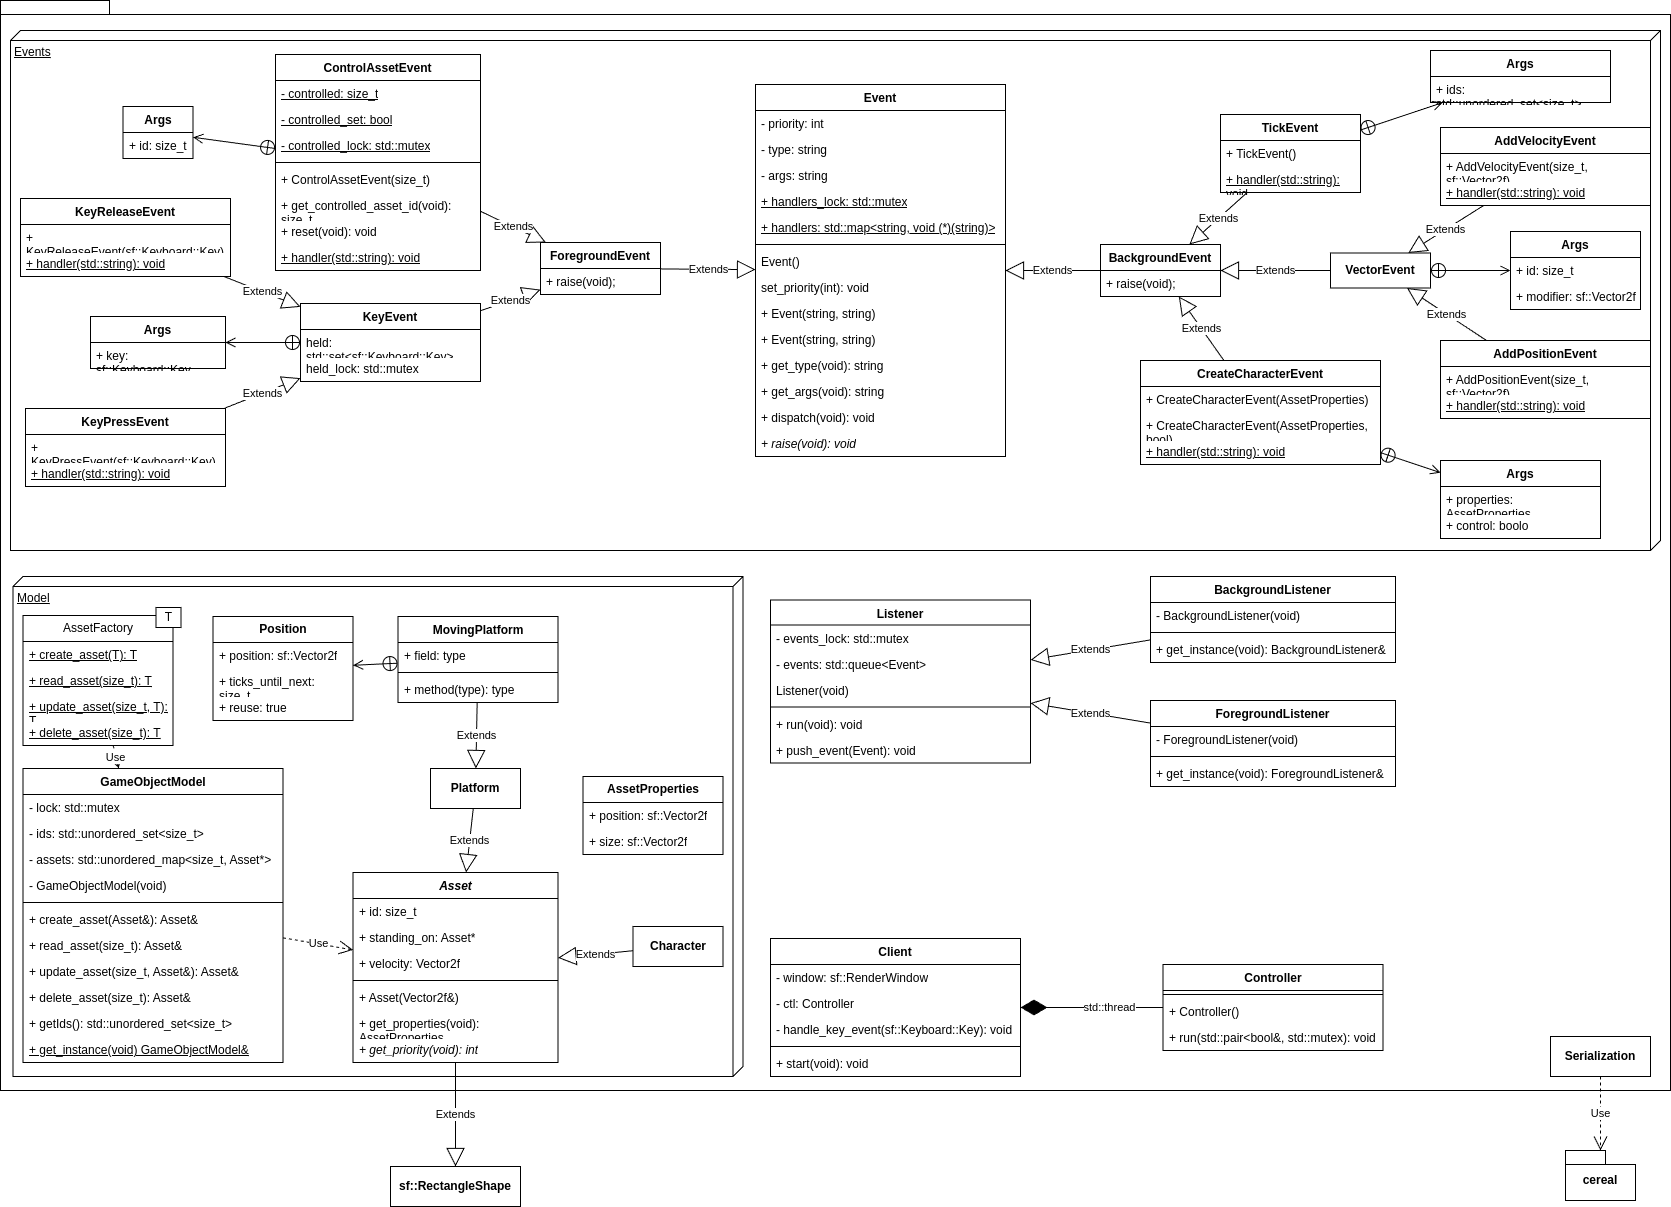 Events
ControlAssetEvent
- controlled: size_t
- controlled_set: bool
- controlled_lock: std::mutex
+ ControlAssetEvent(size_t)
+ get_controlled_asset_id(void):
size_t
+ reset(void): void
+ handler(std::string): void
Args
+ id: size_t
KeyReleaseEvent
+
KeyReleaseEvent(sf::Keyboard::Key)
+ handler(std::string): void
Extends
Args
+ key:
sf::Keyboard::Key
KeyEvent
held:
std::set<sf::Keyboard::Key>
held_lock: std::mutex
Extends
KeyPressEvent
+
KeyPressEvent(sf::Keyboard::Key)
+ handler(std::string): void
Extends
Extends
ForegroundEvent
+ raise(void);
Extends
Event
- priority: int
- type: string
- args: string
+ handlers_lock: std::mutex
+ handlers: std::map<string, void (*)(string)>
Event()
set_priority(int): void
+ Event(string, string)
+ Event(string, string)
+ get_type(void): string
+ get_args(void): string
+ dispatch(void): void
+ raise(void): void
Extends
BackgroundEvent
+ raise(void);
TickEvent
+ TickEvent()
+ handler(std::string):
void
Extends
Args
+ ids:
std::unordered_set<size_t>
AddVelocityEvent
+ AddVelocityEvent(size_t,
sf::Vector2f)
+ handler(std::string): void
Extends
Extends
VectorEvent
Args
+ id: size_t
+ modifier: sf::Vector2f
Extends
AddPositionEvent
+ AddPositionEvent(size_t,
sf::Vector2f)
+ handler(std::string): void
Extends
CreateCharacterEvent
+ CreateCharacterEvent(AssetProperties)
+ CreateCharacterEvent(AssetProperties,
bool)
+ handler(std::string): void
Args
+ properties:
AssetProperties
+ control: boolo
Model
AssetFactory
T
+ create_asset(T): T
+ read_asset(size_t): T
+ update_asset(size_t, T):
T
+ delete_asset(size_t): T
Use
Position
+ position: sf::Vector2f
+ ticks_until_next:
size_t
+ reuse: true
MovingPlatform
+ field: type
+ method(type): type
Extends
Platform
Extends
AssetProperties
+ position: sf::Vector2f
+ size: sf::Vector2f
GameObjectModel
- lock: std::mutex
- ids: std::unordered_set<size_t>
- assets: std::unordered_map<size_t, Asset*>
- GameObjectModel(void)
+ create_asset(Asset&): Asset&
+ read_asset(size_t): Asset&
+ update_asset(size_t, Asset&): Asset&
+ delete_asset(size_t): Asset&
+ getIds(): std::unordered_set<size_t>
+ get_instance(void) GameObjectModel&
Use
Asset
+ id: size_t
+ standing_on: Asset*
+ velocity: Vector2f
+ Asset(Vector2f&)
+ get_properties(void):
AssetProperties
+ get_priority(void): int
Extends
Character
Extends
sf::RectangleShape
Listener
- events_lock: std::mutex
- events: std::queue<Event>
Listener(void)
+ run(void): void
+ push_event(Event): void
Extends
BackgroundListener
- BackgroundListener(void)
+ get_instance(void): BackgroundListener&
Extends
ForegroundListener
- ForegroundListener(void)
+ get_instance(void): ForegroundListener&
Client
- window: sf::RenderWindow
- ctl: Controller
- handle_key_event(sf::Keyboard::Key): void
+ start(void): void
std::thread
Controller
+ Controller()
+ run(std::pair<bool&, std::mutex): void
Serialization
Use
cereal